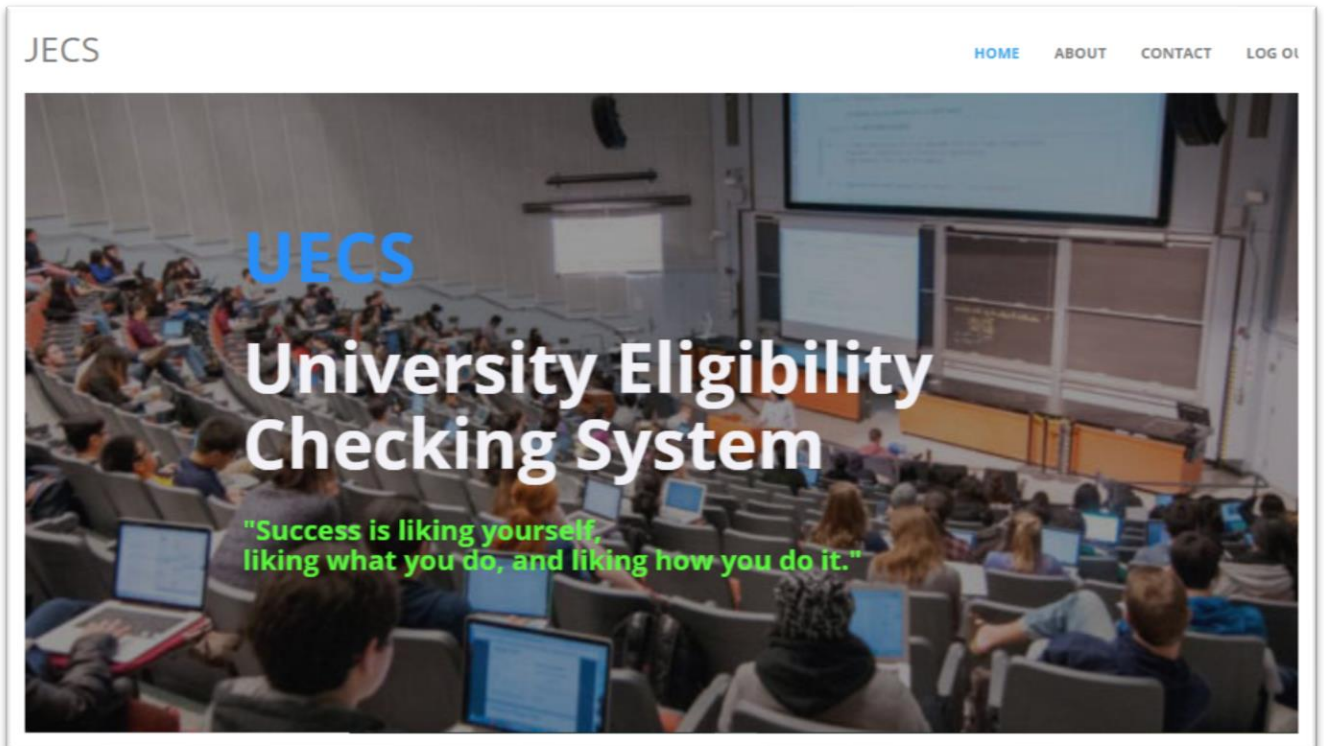 JECS
HOME ABOUT CONTACT LOG OU
UECS
University Eligibility
Checking System
"Success is liking yourself,
liking what you do, and liking how you do it."